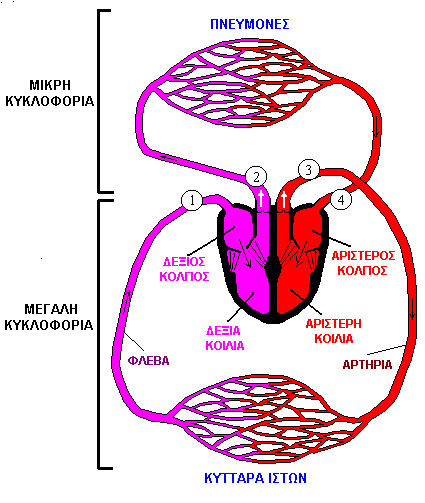 ΠΝΕΥΜΟΝΕΣ
ΜΙΚΡΗ
ΚΥΚΛΟΦΟΡΙΑ
1
2
3
4
ΔΕΞΙΟΣ
ΚΟΛΠΟΣ
ΑΡΙΣΤΕΡΟΣ
ΚΟΛΠΟΣ
ΜΕΓΑΛΗ
ΚΥΚΛΟΦΟΡΙΑ
ΔΕΞΙΑ
ΚΟΙΛΙΑ
ΑΡΙΣΤΕΡΗ
ΚΟΙΛΙΑ
ΦΛΕΒΑ
ΑΡΤΗΡΙΑ
ΚΥΤΤΑΡΑ ΙΣΤΩΝ